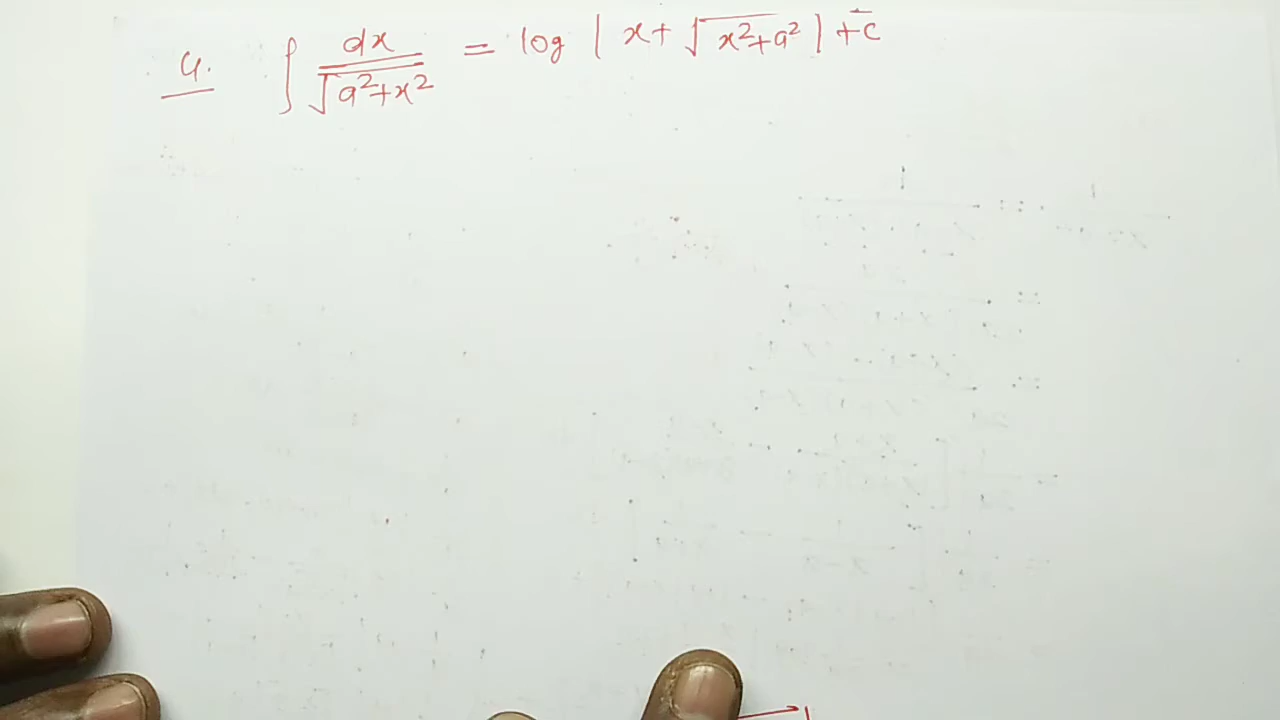 4. ∫ dx/√(a²+x²) = log |x+√(x²+a²)| + c